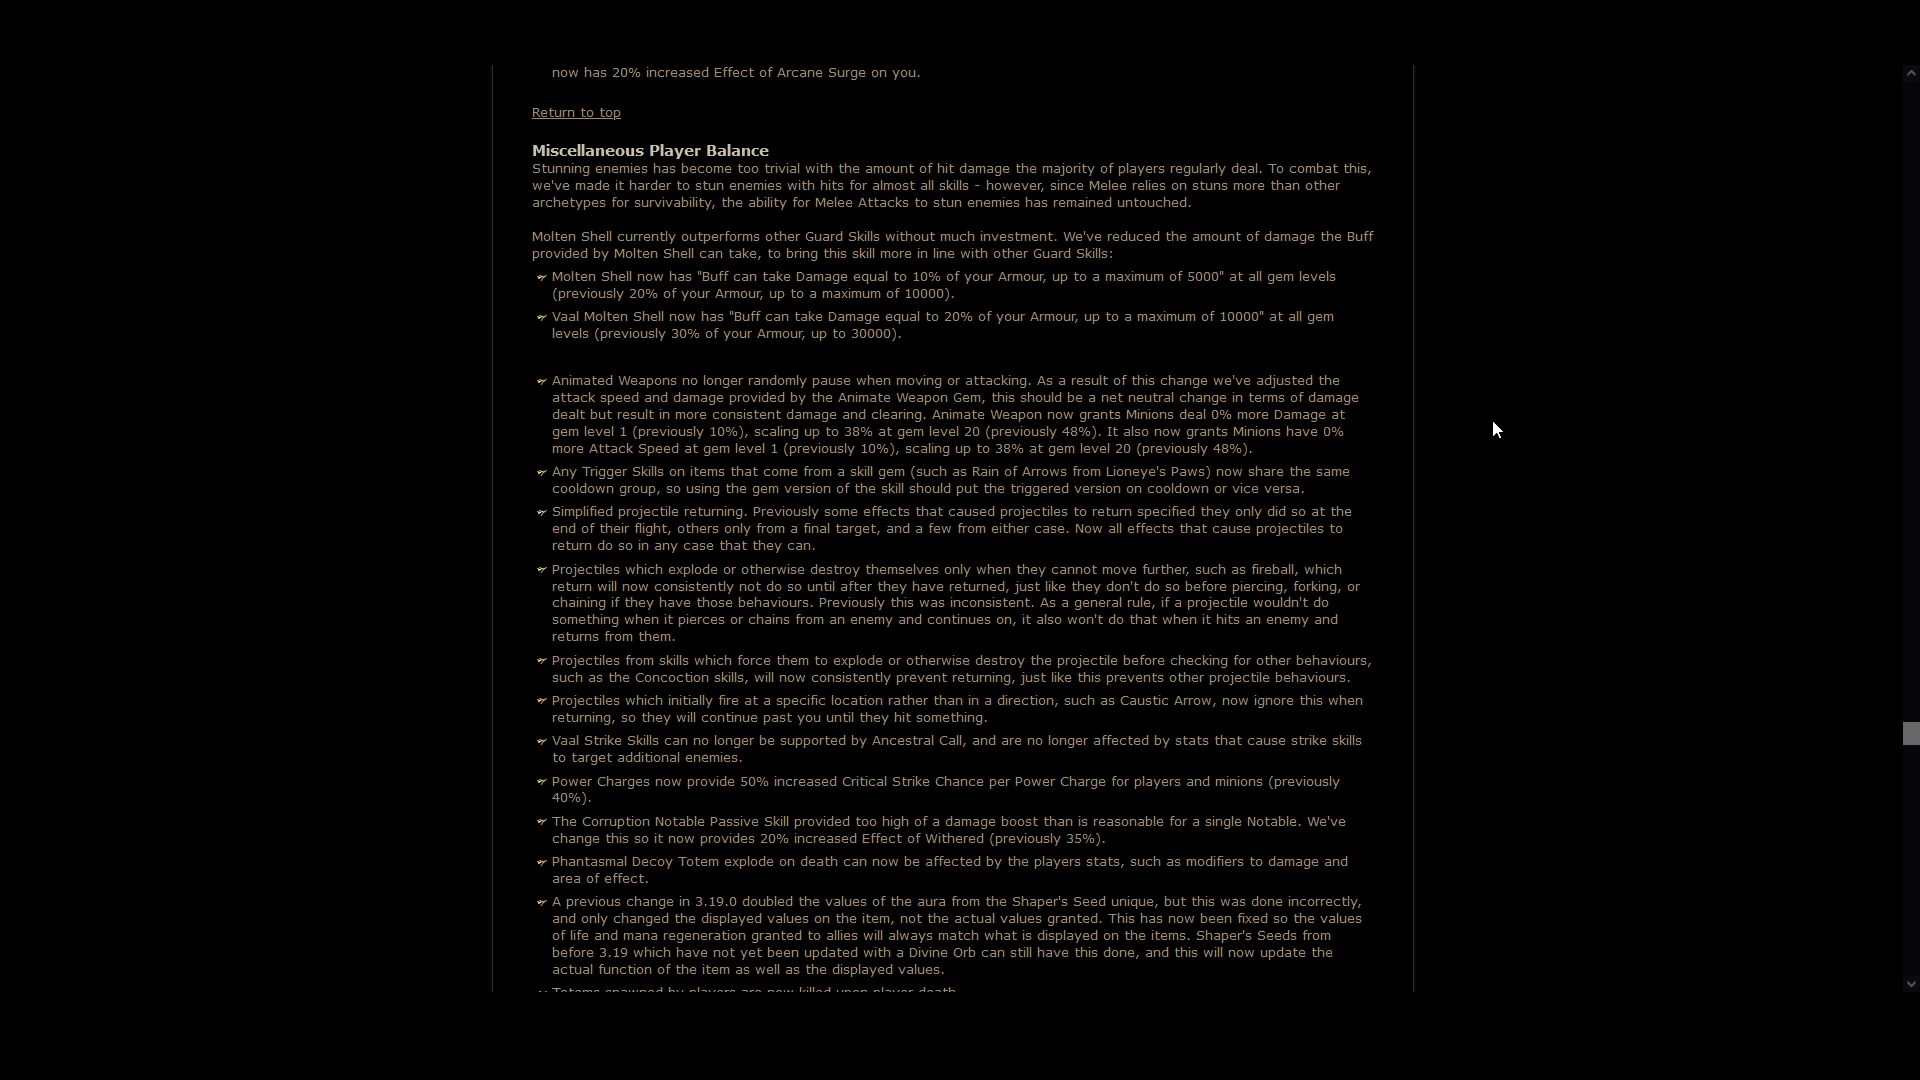 now has 20% increased Effect of Arcane Surge on you.
Return to top
Miscellaneous Player Balance
Stunning enemies has become too trivial with the amount of hit damage the majority of players regularly deal. To combat this,
we've made it harder to stun enemies with hits for almost all skills - however, since Melee relies on stuns more than other
archetypes for survivability, the ability for Melee Attacks to stun enemies has remained untouched.
Molten Shell currently outperforms other Guard Skills without much investment. We've reduced the amount of damage the Buff
provided by Molten Shell can take, to bring this skill more in line with other Guard Skills:
Molten Shell now has "Buff can take Damage equal to 10% of your Armour, up to a maximum of 5000" at all gem levels
(previously 20% of your Armour, up to a maximum of 10000).
Vaal Molten Shell now has "Buff can take Damage equal to 20% of your Armour, up to a maximum of 10000" at all gem
levels (previously 30% of your Armour, up to 30000).
Animated Weapons no longer randomly pause when moving or attacking. As a result of this change we've adjusted the
attack speed and damage provided by the Animate Weapon Gem, this should be a net neutral change in terms of damage
dealt but result in more consistent damage and clearing. Animate Weapon now grants Minions deal 0% more Damage at
gem level 1 (previously 10%), scaling up to 38% at gem level 20 (previously 48%). It also now grants Minions have 0%
more Attack Speed at gem level 1 (previously 10%), scaling up to 38% at gem level 20 (previously 48%).
Any Trigger Skills on items that come from a skill gem (such as Rain of Arrows from Lioneye's Paws) now share the same
cooldown group, so using the gem version of the skill should put the triggered version on cooldown or vice versa.
Simplified projectile returning. Previously some effects that caused projectiles to return specified they only did so at the
end of their flight, others only from a final target, and a few from either case. Now all effects that cause projectiles to
return do so in any case that they can.
Projectiles which explode or otherwise destroy themselves only when they cannot move further, such as fireball, which
return will now consistently not do so until after they have returned, just like they don't do so before piercing, forking, or
chaining if they have those behaviours. Previously this was inconsistent. As a general rule, if a projectile wouldn't do
something when it pierces or chains from an enemy and continues on, it also won't do that when it hits an enemy and
returns from them.
Projectiles from skills which force them to explode or otherwise destroy the projectile before checking for other behaviours,
such as the Concoction skills, will now consistently prevent returning, just like this prevents other projectile behaviours.
Projectiles which initially fire at a specific location rather than in a direction, such as Caustic Arrow, now ignore this when
returning, so they will continue past you until they hit something.
Vaal Strike Skills can no longer be supported by Ancestral Call, and are no longer affected by stats that cause strike skills
to target additional enemies.
Power Charges now provide 50% increased Critical Strike Chance per Power Charge for players and minions (previously
40%).
The Corruption Notable Passive Skill provided too high of a damage boost than is reasonable for a single Notable. We've
change this so it now provides 20% increased Effect of Withered (previously 35%).
Phantasmal Decoy Totem explode on death can now be affected by the players stats, such as modifiers to damage and
area of effect.
A previous change in 3.19.0 doubled the values of the aura from the Shaper's Seed unique, but this was done incorrectly,
and only changed the displayed values on the item, not the actual values granted. This has now been fixed so the values
of life and mana regeneration granted to allies will always match what is displayed on the items. Shaper's Seeds from
before 3.19 which have not yet been updated with a Divine Orb can still have this done, and this will now update the
actual function of the item as well as the displayed values.
Totems spawned by players are now killed upon player death.